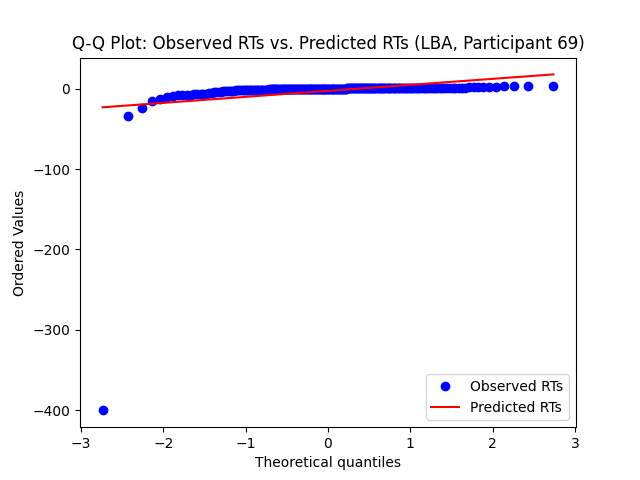 Q-Q Plot: Observed RTs vs. Predicted RTs (LBA, Participant 69)
0
−100
−200
−300
−400
Ordered Values
−3
−2
−1
0
1
2
3
Theoretical quantiles
Observed RTs
Predicted RTs